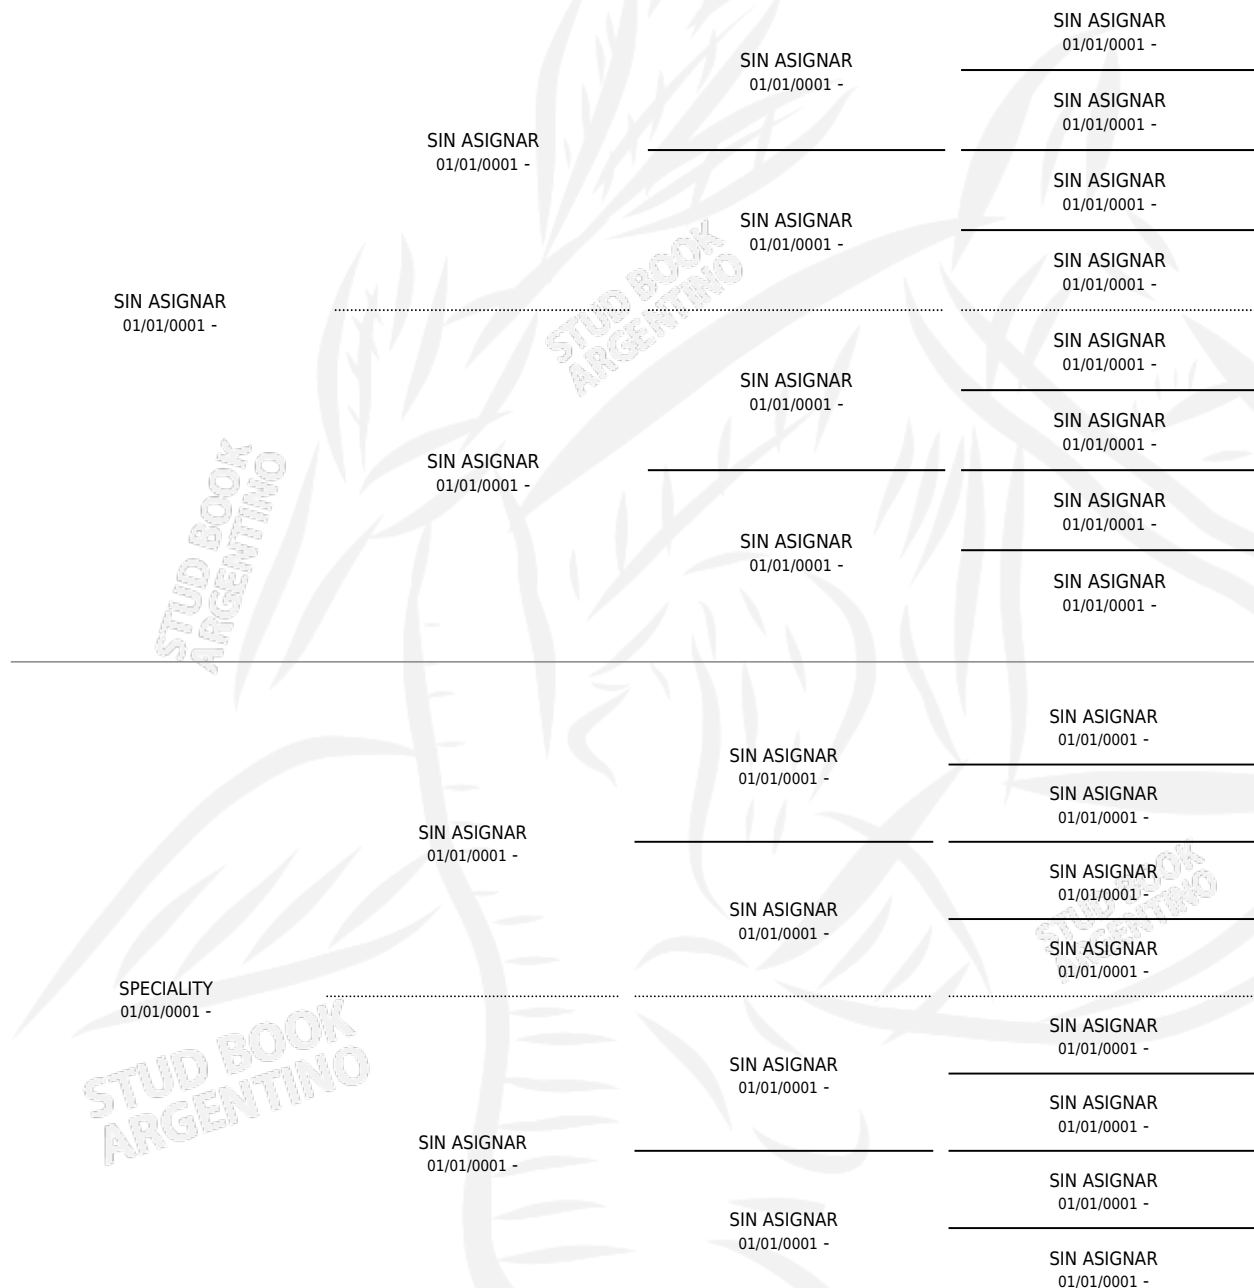 SIN ASIGNAR
01/01/0001 -
SIN ASIGNAR
01/01/0001 -
SIN ASIGNAR
01/01/0001 -
SIN ASIGNAR
01/01/0001 -
SIN ASIGNAR
01/01/0001 -
SIN ASIGNAR
01/01/0001 -
SIN ASIGNAR
01/01/0001 -
STUD BOOK
ARGENTINO
SIN ASIGNAR
01/01/0001 -
SIN ASIGNAR
01/01/0001 -
SIN ASIGNAR
01/01/0001 -
SIN ASIGNAR
01/01/0001 -
SIN ASIGNAR
01/01/0001 -
STUD BOOK
ARGENTINO
SIN ASIGNAR
01/01/0001 -
SIN ASIGNAR
01/01/0001 -
SIN ASIGNAR
01/01/0001 -
SIN ASIGNAR
01/01/0001 -
SIN ASIGNAR
01/01/0001 -
SIN ASIGNAR
01/01/0001 -
SIN ASIGNAR
01/01/0001 -
SIN ASIGNAR
01/01/0001 -
SIN ASIGNAR
01/01/0001 -
STUD BOOK
ARGENTINO
SIN ASIGNAR
01/01/0001 -
SIN ASIGNAR
01/01/0001 -
SPECIALITY
01/01/0001 -
STUD BOOK
ARGENTINO
SIN ASIGNAR
01/01/0001 -
SIN ASIGNAR
01/01/0001 -
SIN ASIGNAR
01/01/0001 -
SIN ASIGNAR
01/01/0001 -
SIN ASIGNAR
01/01/0001 -
SIN ASIGNAR
01/01/0001 -
SIN ASIGNAR
01/01/0001 -